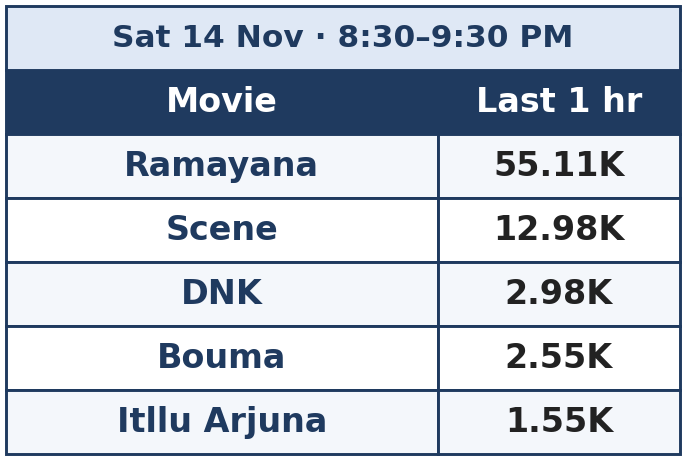 Sat 14 Nov · 8:30–9:30 PM
Movie Last 1 hr
Ramayana 55.11K
Scene 12.98K
DNK 2.98K
Bouma 2.55K
Itllu Arjuna 1.55K